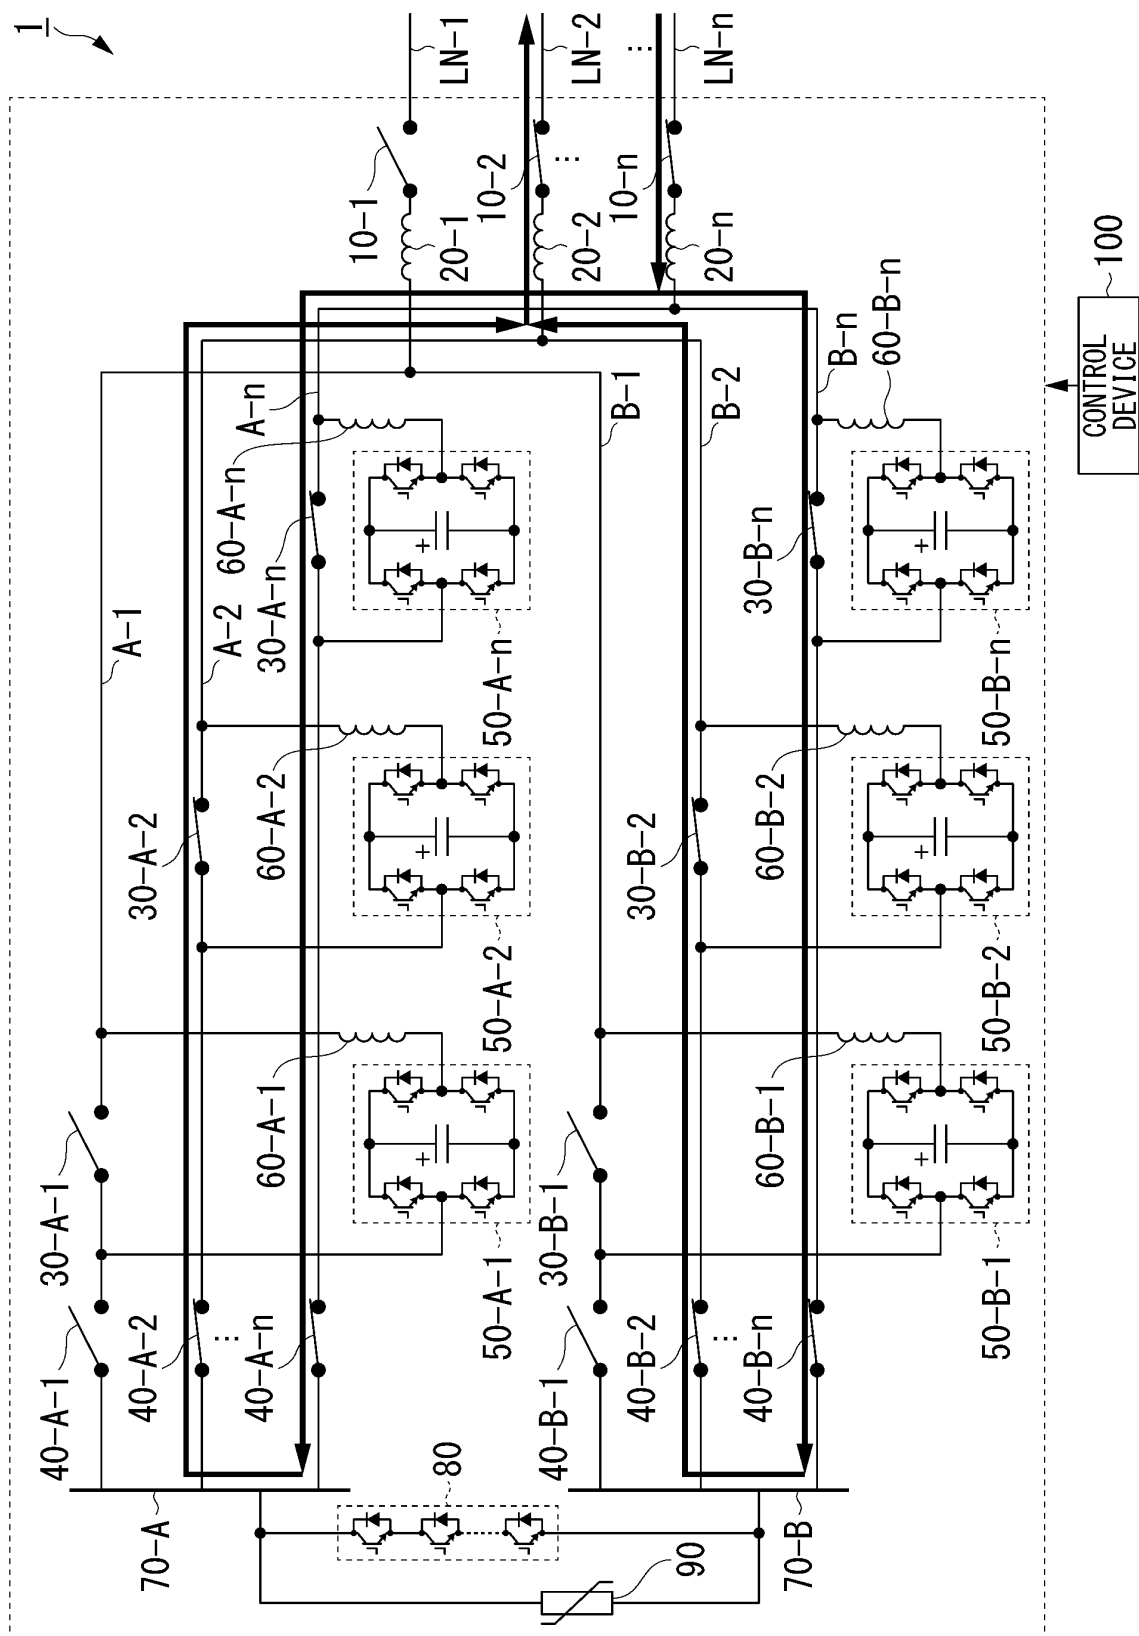 1
LN-1
LN-2
...
LN-n
10-1
10-2
...
10-n
20-1
20-2
20-n
100
CONTROL
DEVICE
A-1
A-2
A-n
B-1
B-2
B-n
60-A-n
60-B-n
30-A-n
30-B-n
50-A-n
50-B-n
30-A-2
60-A-2
30-B-2
60-B-2
50-A-2
50-B-2
30-A-1
60-A-1
30-B-1
60-B-1
50-A-1
50-B-1
40-A-1
40-A-2
...
40-A-n
40-B-1
40-B-2
...
40-B-n
+
+
+
+
+
+
70-A
80
90
70-B